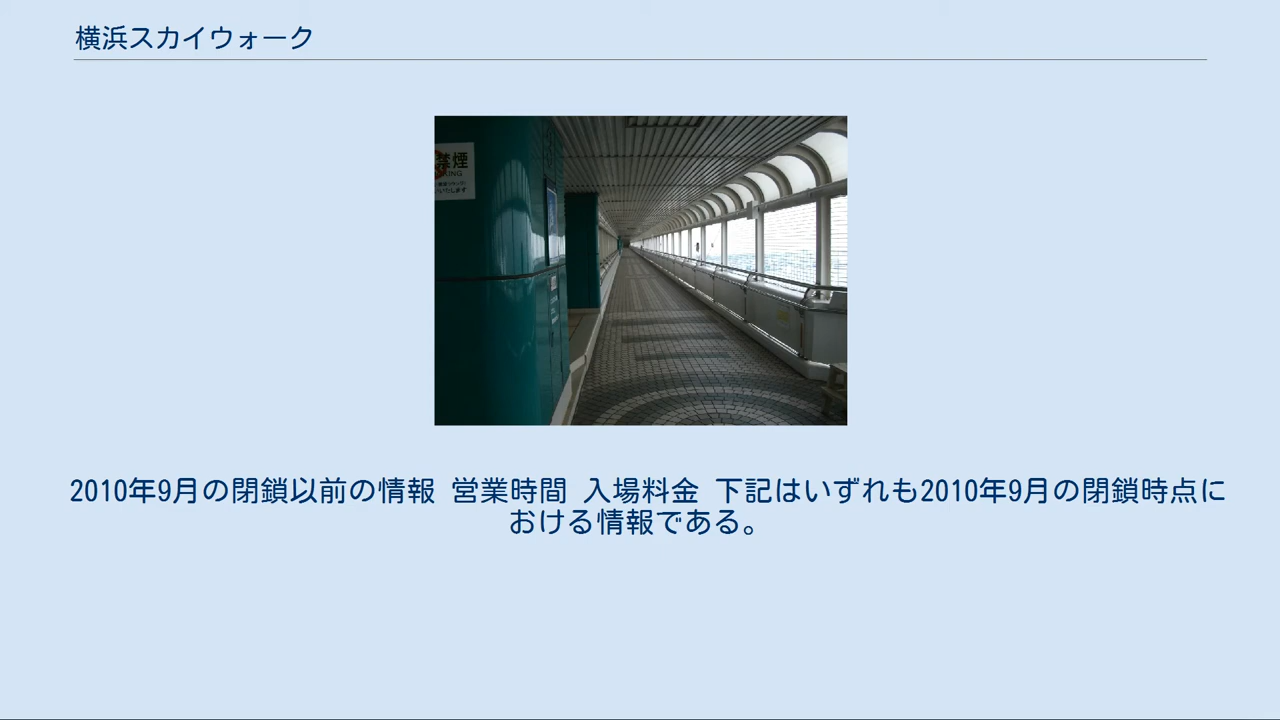 横浜スカイウォーク
禁煙
2010年9月の閉鎖以前の情報 営業時間 入場料金 下記はいずれも2010年9月の閉鎖時点に
おける情報である。